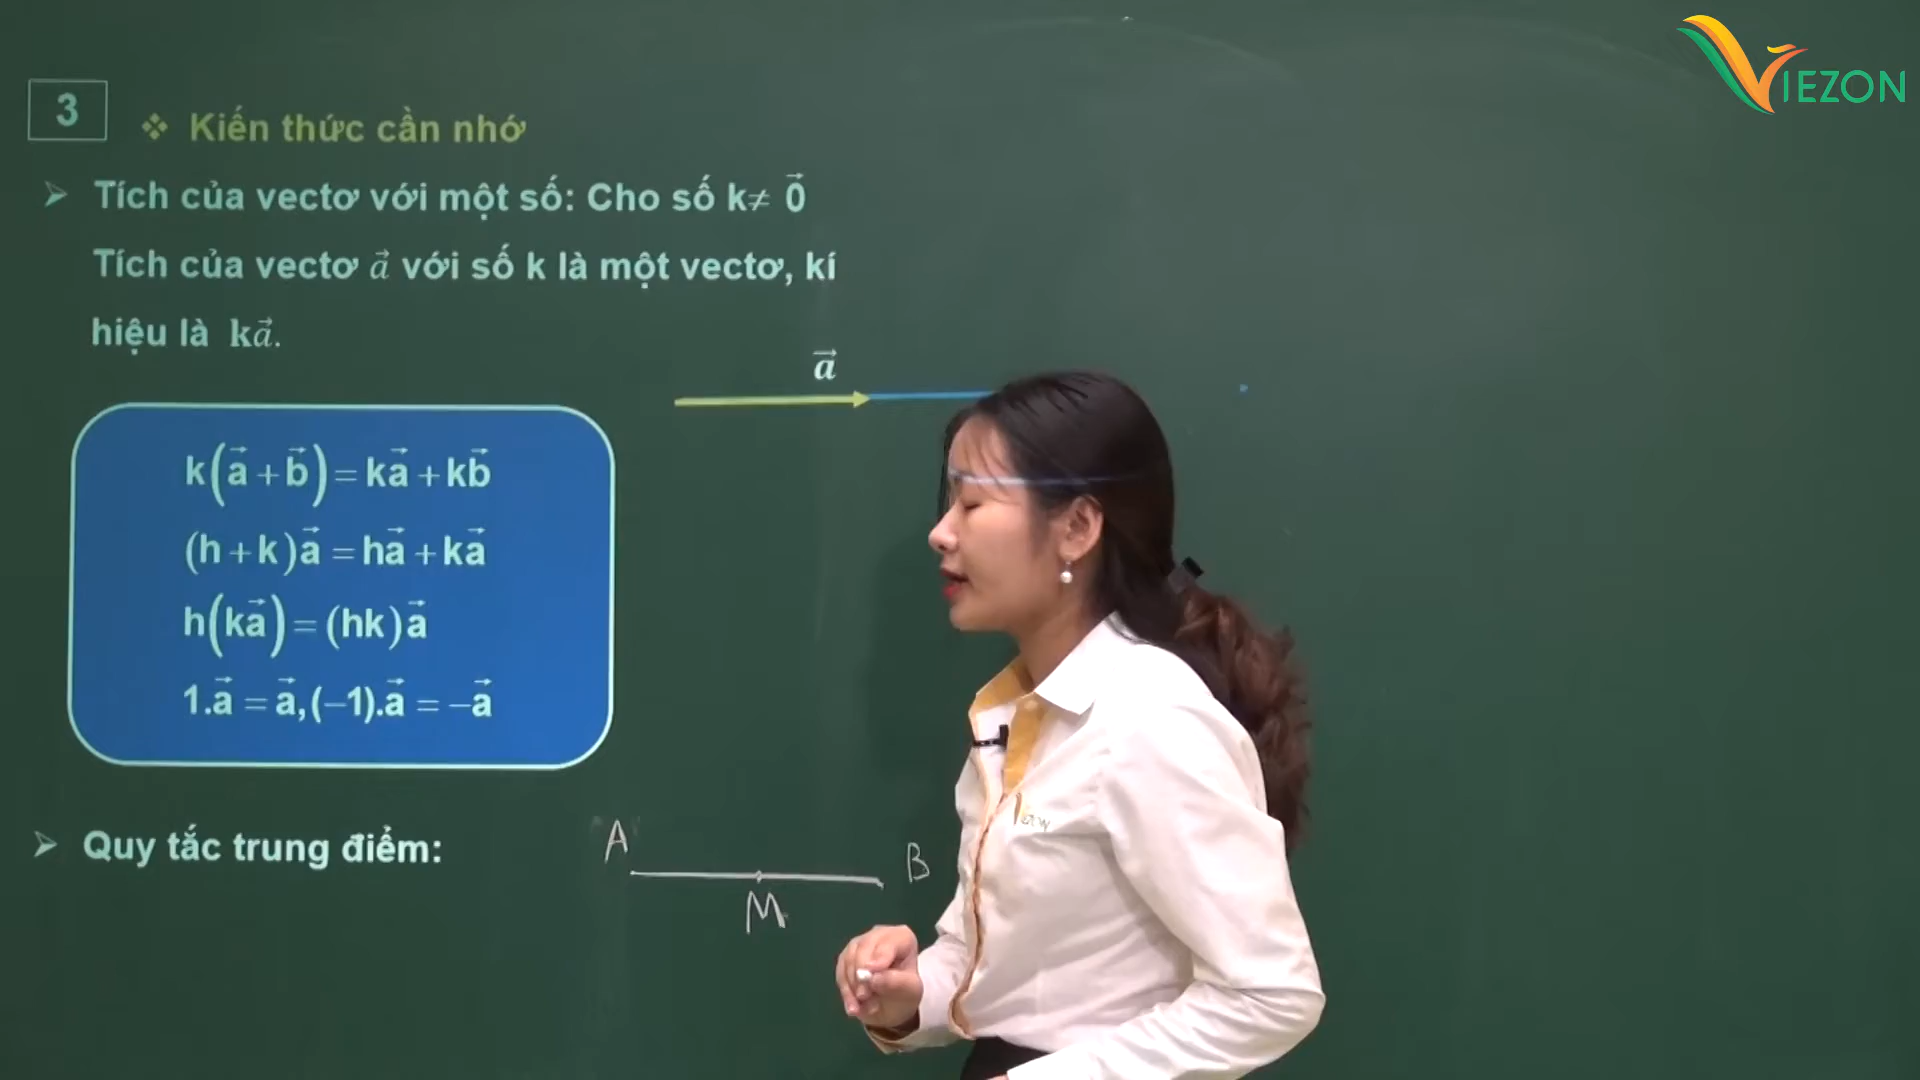 VIEZON
3
❖ Kiến thức cần nhớ
➢ Tích của vectơ với một số: Cho số k≠ 0⃗
Tích của vectơ a⃗ với số k là một vectơ, kí
hiệu là ka⃗.
a⃗
k(a⃗ + b⃗) = ka⃗ + kb⃗
(h + k)a⃗ = ha⃗ + ka⃗
h(ka⃗) = (hk)a⃗
1.a⃗ = a⃗, (−1).a⃗ = −a⃗
➢ Quy tắc trung điểm:
A
B
M